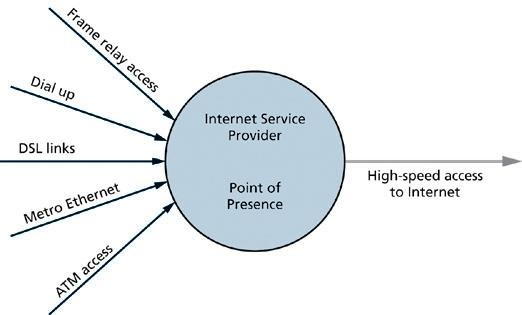 Frame relay access
Dial up
DSL links
Metro Ethernet
ATM access
Internet Service
Provider
Point of
Presence
High-speed access
to Internet